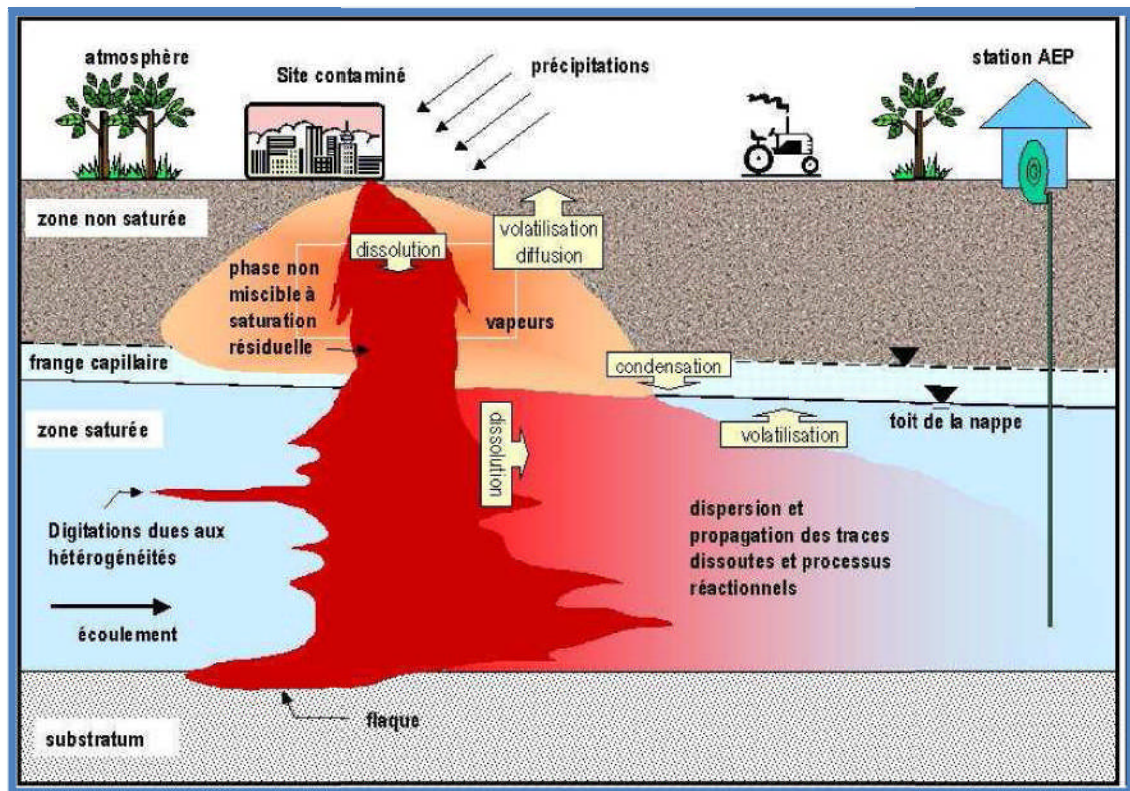 atmosphère
Site contaminé
précipitations
station AEP
zone non saturée
dissolution
volatilisation
diffusion
phase non
miscible à
saturation
résiduelle
vapeurs
frange capillaire
condensation
zone saturée
dissolution
volatilisation
toit de la nappe
Digitations dues aux
hétérogénéités
dispersion et
propagation des traces
dissoutes et processus
réactionnels
écoulement
flaque
substratum